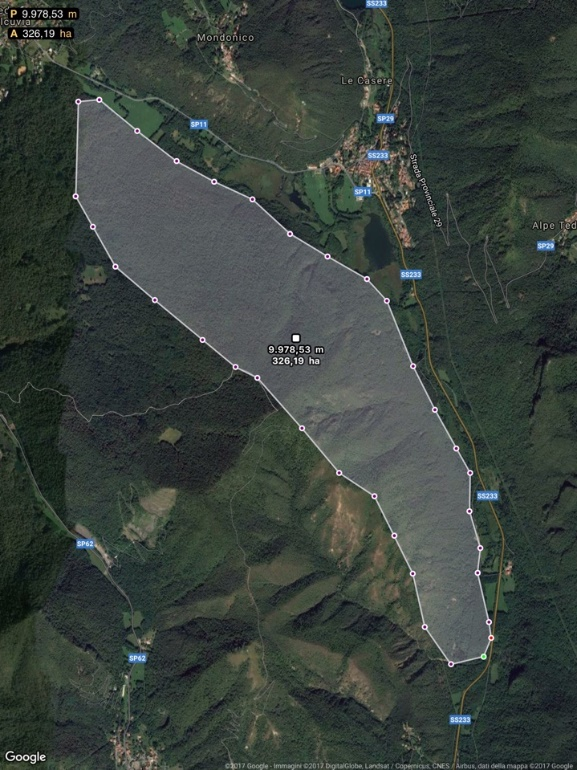 P 9.978,53 m
A 326,19 ha
lcuvia
Mondonico
SS233
Le Casere
SP11
SP29
SS233
SP11
Strada Provinciale 29
Alpe Ted
SP29
SS233
9.978,53 m
326,19 ha
SS233
SP62
SP62
SS233
Google
©2017 Google - Immagini ©2017 DigitalGlobe, Landsat / Copernicus, CNES / Airbus, dati della mappa ©2017 Google